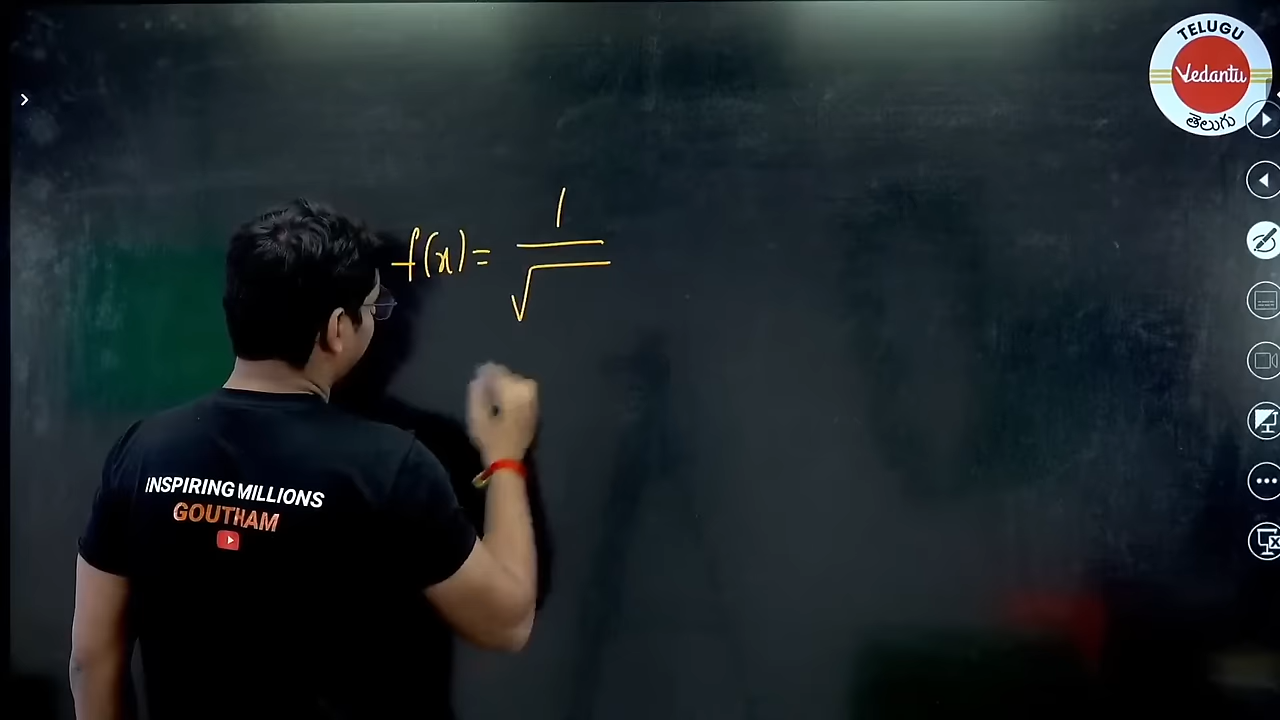 TELUGU
Vedantu
తెలుగు
f(x) = 1/√
INSPIRING MILLIONS
GOUTHAM